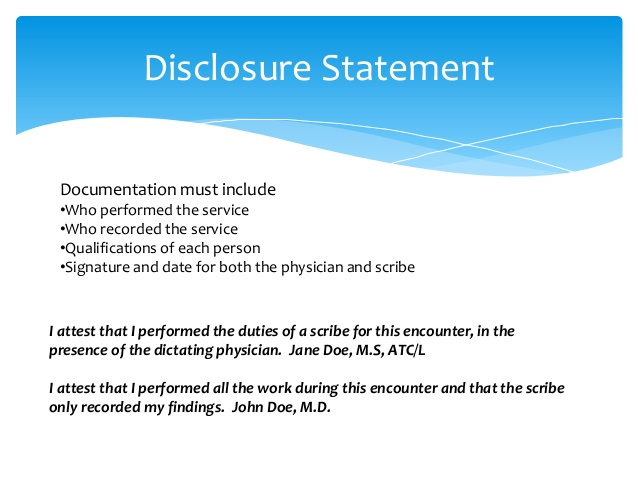 Disclosure Statement
Documentation must include
•Who performed the service
•Who recorded the service
•Qualifications of each person
•Signature and date for both the physician and scribe
I attest that I performed the duties of a scribe for this encounter, in the
presence of the dictating physician.  Jane Doe, M.S, ATC/L
I attest that I performed all the work during this encounter and that the scribe
only recorded my findings.  John Doe, M.D.